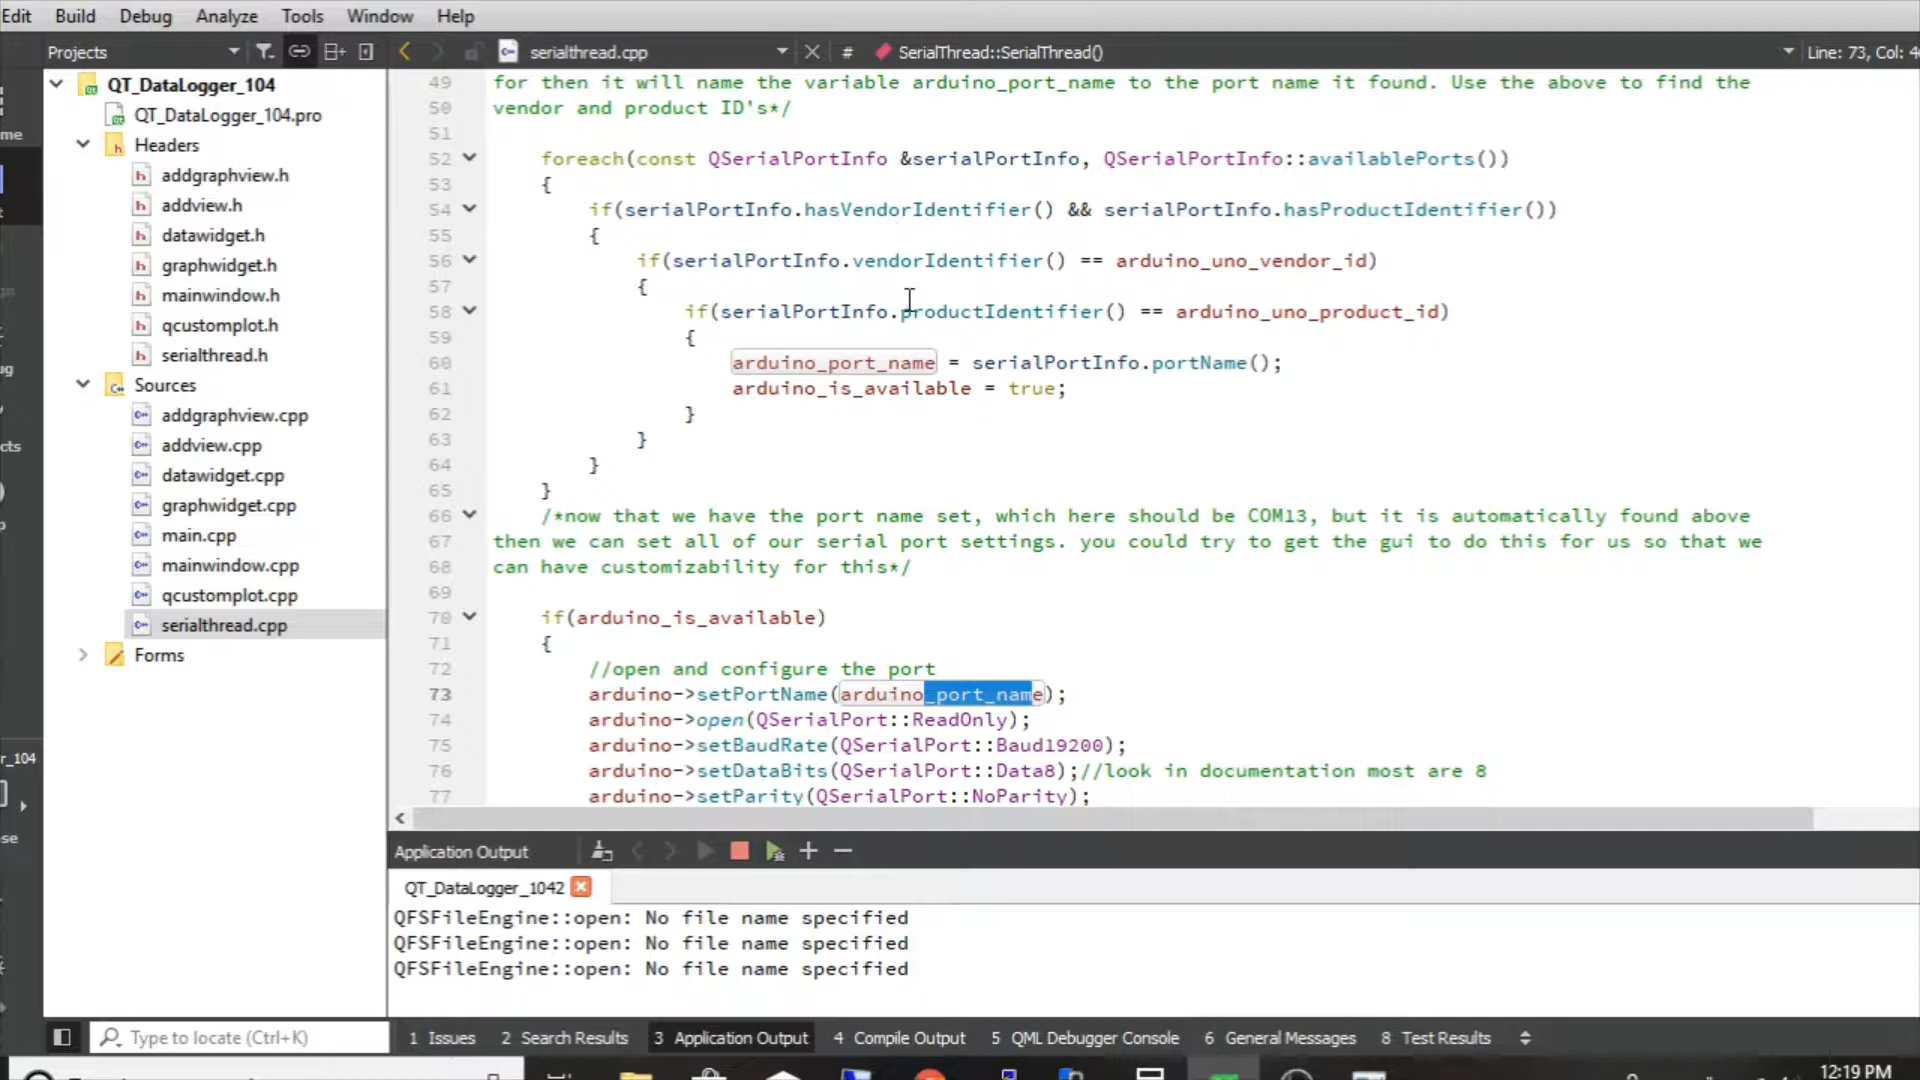 Edit Build Debug Analyze Tools Window Help
Projects
serialthread.cpp
# SerialThread::SerialThread()
Line: 73, Col: 4
QT_DataLogger_104
QT_DataLogger_104.pro
Headers
addgraphview.h
addview.h
datawidget.h
graphwidget.h
mainwindow.h
qcustomplot.h
serialthread.h
Sources
addgraphview.cpp
addview.cpp
datawidget.cpp
graphwidget.cpp
main.cpp
mainwindow.cpp
qcustomplot.cpp
serialthread.cpp
Forms
49 for then it will name the variable arduino_port_name to the port name it found. Use the above to find the
50 vendor and product ID's*/
51
52 foreach(const QSerialPortInfo &serialPortInfo, QSerialPortInfo::availablePorts())
53 {
54 if(serialPortInfo.hasVendorIdentifier() && serialPortInfo.hasProductIdentifier())
55 {
56 if(serialPortInfo.vendorIdentifier() == arduino_uno_vendor_id)
57 {
58 if(serialPortInfo.productIdentifier() == arduino_uno_product_id)
59 {
60 arduino_port_name = serialPortInfo.portName();
61 arduino_is_available = true;
62 }
63 }
64 }
65 }
66 /*now that we have the port name set, which here should be COM13, but it is automatically found above
67 then we can set all of our serial port settings. you could try to get the gui to do this for us so that we
68 can have customizability for this*/
69
70 if(arduino_is_available)
71 {
72 //open and configure the port
73 arduino->setPortName(arduino_port_name);
74 arduino->open(QSerialPort::ReadOnly);
75 arduino->setBaudRate(QSerialPort::Baud19200);
76 arduino->setDataBits(QSerialPort::Data8);//look in documentation most are 8
77 arduino->setParity(QSerialPort::NoParity);
Application Output
QT_DataLogger_1042
QFSFileEngine::open: No file name specified
QFSFileEngine::open: No file name specified
QFSFileEngine::open: No file name specified
Type to locate (Ctrl+K)
1 Issues 2 Search Results 3 Application Output 4 Compile Output 5 QML Debugger Console 6 General Messages 8 Test Results
12:19 PM